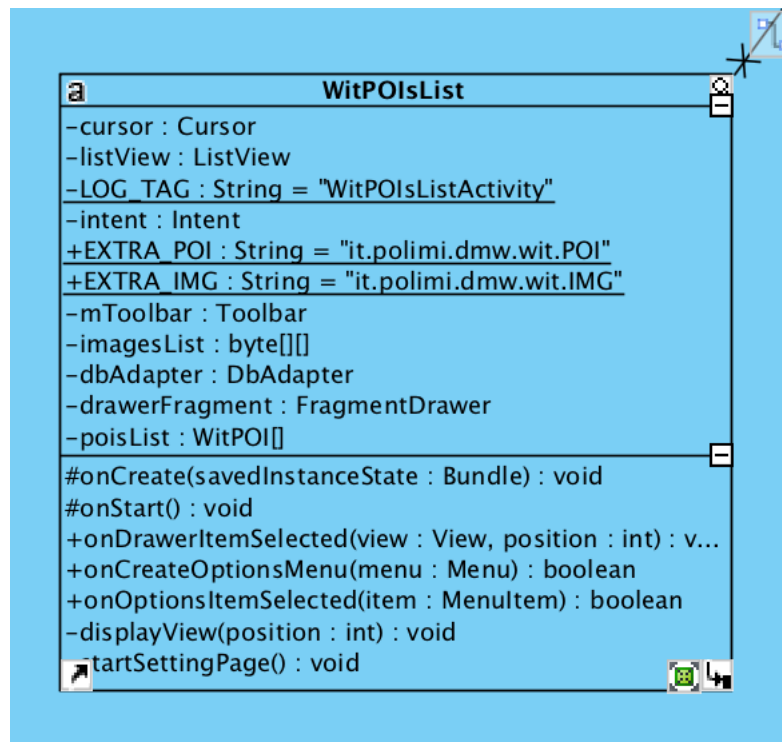 a
WitPOIsList
-cursor : Cursor
-listView : ListView
-LOG_TAG : String = "WitPOIsListActivity"
-intent : Intent
+EXTRA_POI : String = "it.polimi.dmw.wit.POI"
+EXTRA_IMG : String = "it.polimi.dmw.wit.IMG"
-mToolbar : Toolbar
-imagesList : byte[][]
-dbAdapter : DbAdapter
-drawerFragment : FragmentDrawer
-poisList : WitPOI[]
#onCreate(savedInstanceState : Bundle) : void
#onStart() : void
+onDrawerItemSelected(view : View, position : int) : v...
+onCreateOptionsMenu(menu : Menu) : boolean
+onOptionsItemSelected(item : MenuItem) : boolean
-displayView(position : int) : void
tartSettingPage() : void